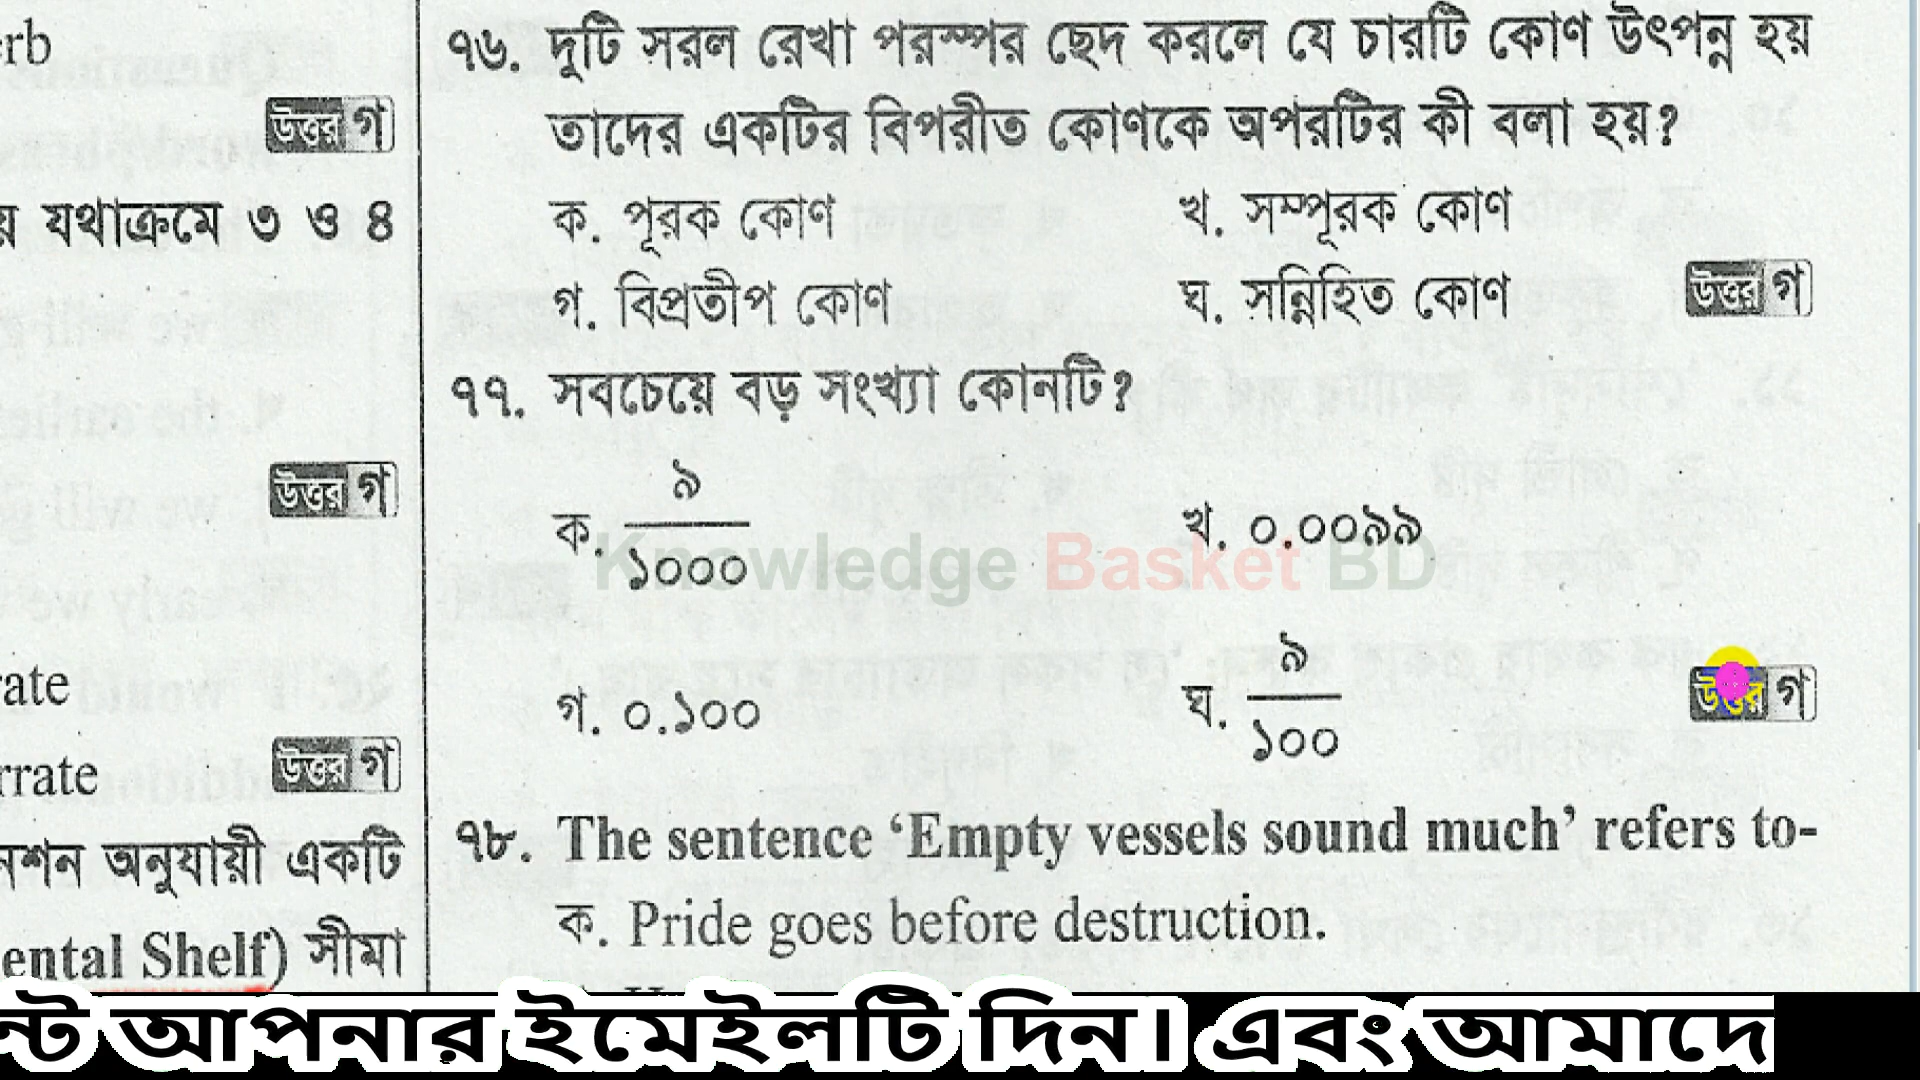 rb
উত্তর গ
য় যথাক্রমে ৩ ও ৪
উত্তর গ
rate
rrate
উত্তর গ
নশন অনুযায়ী একটি
ental Shelf) সীমা
৭৬. দুটি সরল রেখা পরস্পর ছেদ করলে যে চারটি কোণ উৎপন্ন হয়
তাদের একটির বিপরীত কোণকে অপরটির কী বলা হয়?
ক. পূরক কোণ খ. সম্পূরক কোণ
গ. বিপ্রতীপ কোণ ঘ. সন্নিহিত কোণ উত্তর গ
৭৭. সবচেয়ে বড় সংখ্যা কোনটি?
ক. ৯/১০০০ খ. ০.০০৯৯
Knowledge Basket BD
গ. ০.১০০ ঘ. ৯/১০০ উত্তর গ
৭৮. The sentence ‘Empty vessels sound much’ refers to-
ক. Pride goes before destruction.
ন্ট আপনার ইমেইলটি দিন। এবং আমাদে